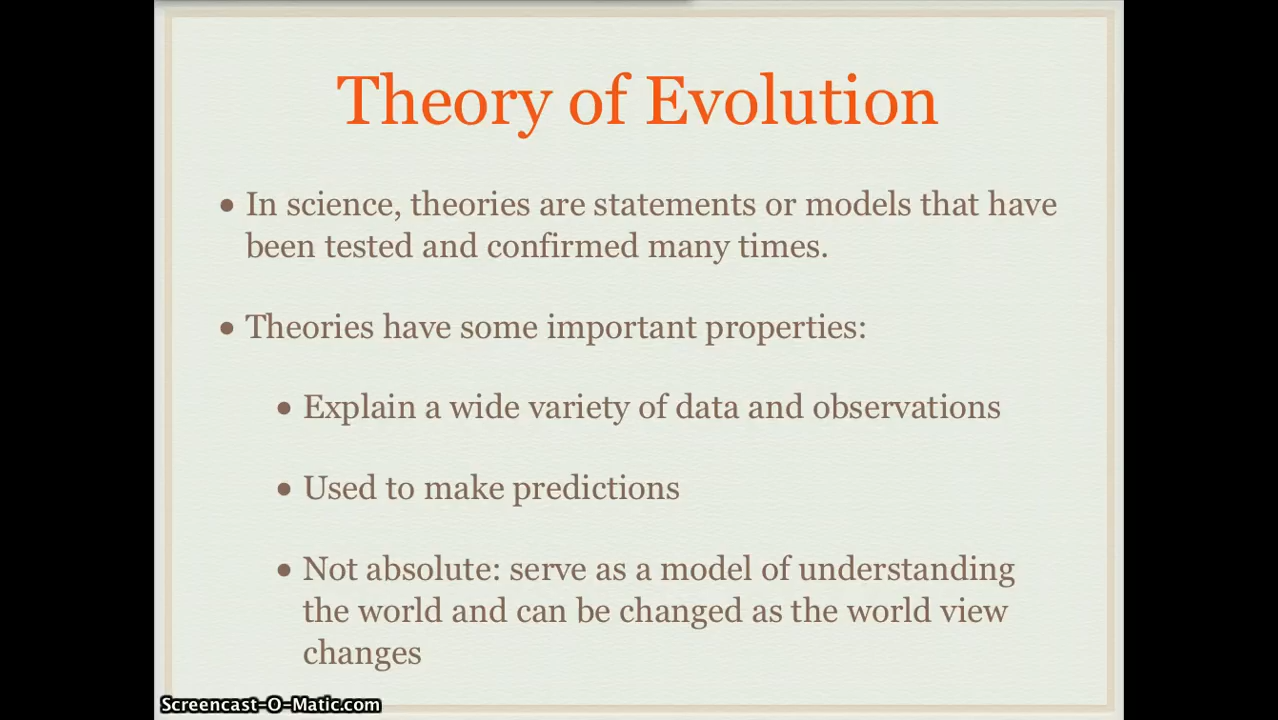 Theory of Evolution
• In science, theories are statements or models that have
been tested and confirmed many times.
• Theories have some important properties:
• Explain a wide variety of data and observations
• Used to make predictions
• Not absolute: serve as a model of understanding
the world and can be changed as the world view
changes
Screencast-O-Matic.com